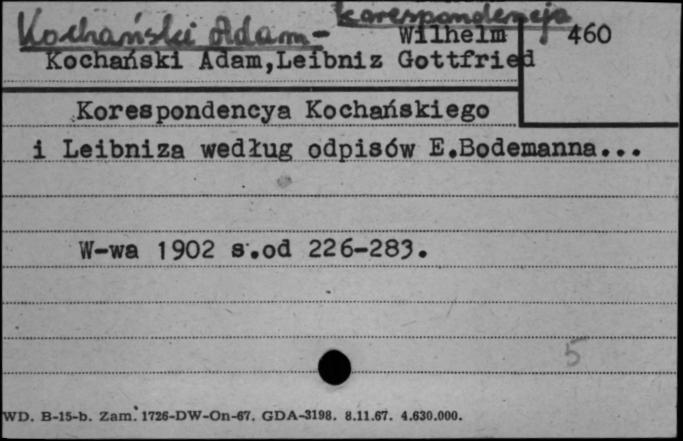 Kochański Adam - korespondencja
Wilhelm 460
Kochański Adam,Leibniz Gottfried
Korespondencya Kochańskiego
i Leibniza według odpisów E.Bodemanna...
W-wa 1902 s.od 226-283.
5
WD. B-15-b. Zam. 1726-DW-On-67. GDA-3198. 8.11.67. 4.630.000.